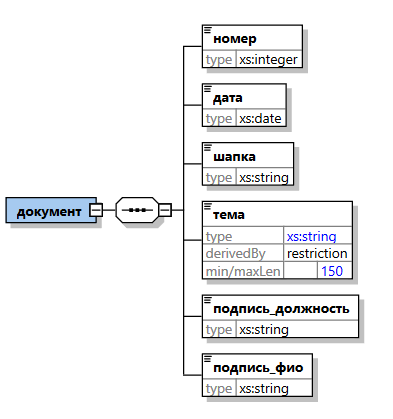 номер
type xs:integer
дата
type xs:date
шапка
type xs:string
документ
тема
type xs:string
derivedBy restriction
min/maxLen 150
подпись_должность
type xs:string
подпись_фио
type xs:string